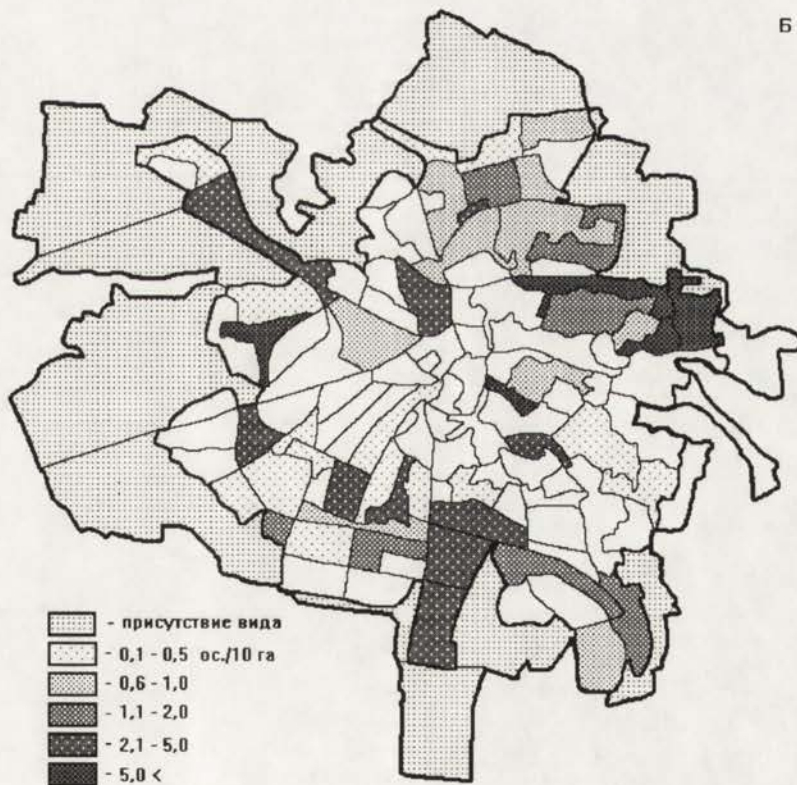 Б
- присутствие вида
- 0,1 - 0,5 ос./10 га
- 0,6 - 1,0
- 1,1 - 2,0
- 2,1 - 5,0
- 5,0 <